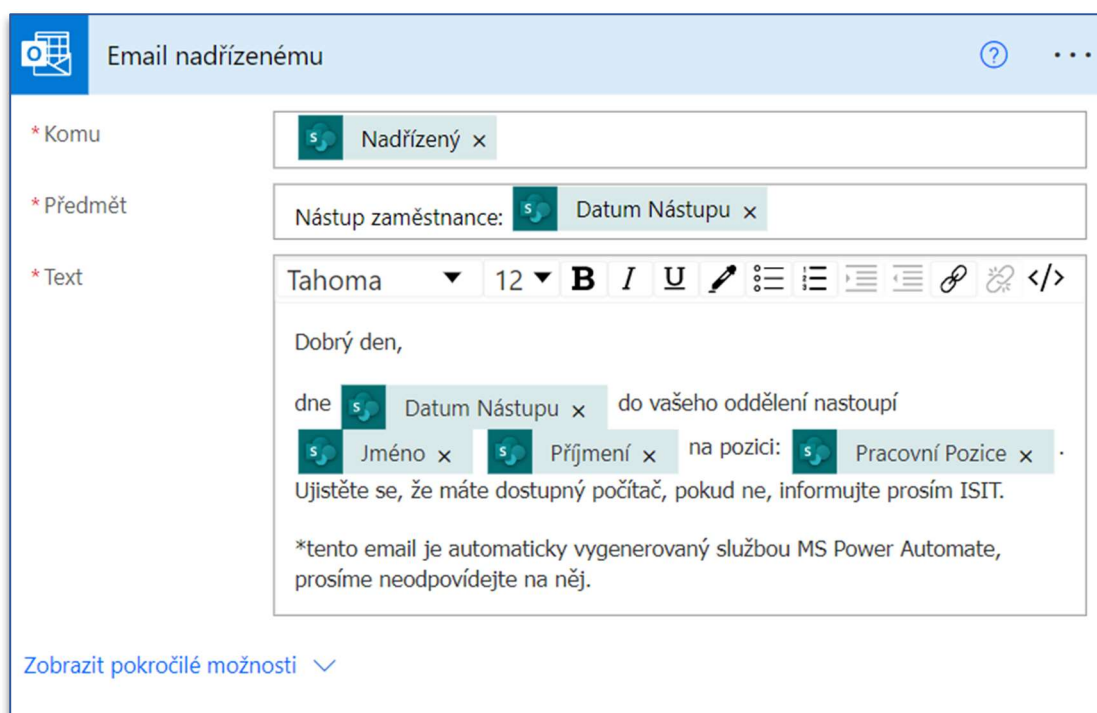 Email nadřízenému
* Komu
Nadřízený ×
* Předmět
Nástup zaměstnance: Datum Nástupu ×
* Text
Tahoma 12 B I U </>
Dobrý den,
dne Datum Nástupu × do vašeho oddělení nastoupí
Jméno × Příjmení × na pozici: Pracovní Pozice × .
Ujistěte se, že máte dostupný počítač, pokud ne, informujte prosím ISIT.
*tento email je automaticky vygenerovaný službou MS Power Automate,
prosíme neodpovídejte na něj.
Zobrazit pokročilé možnosti